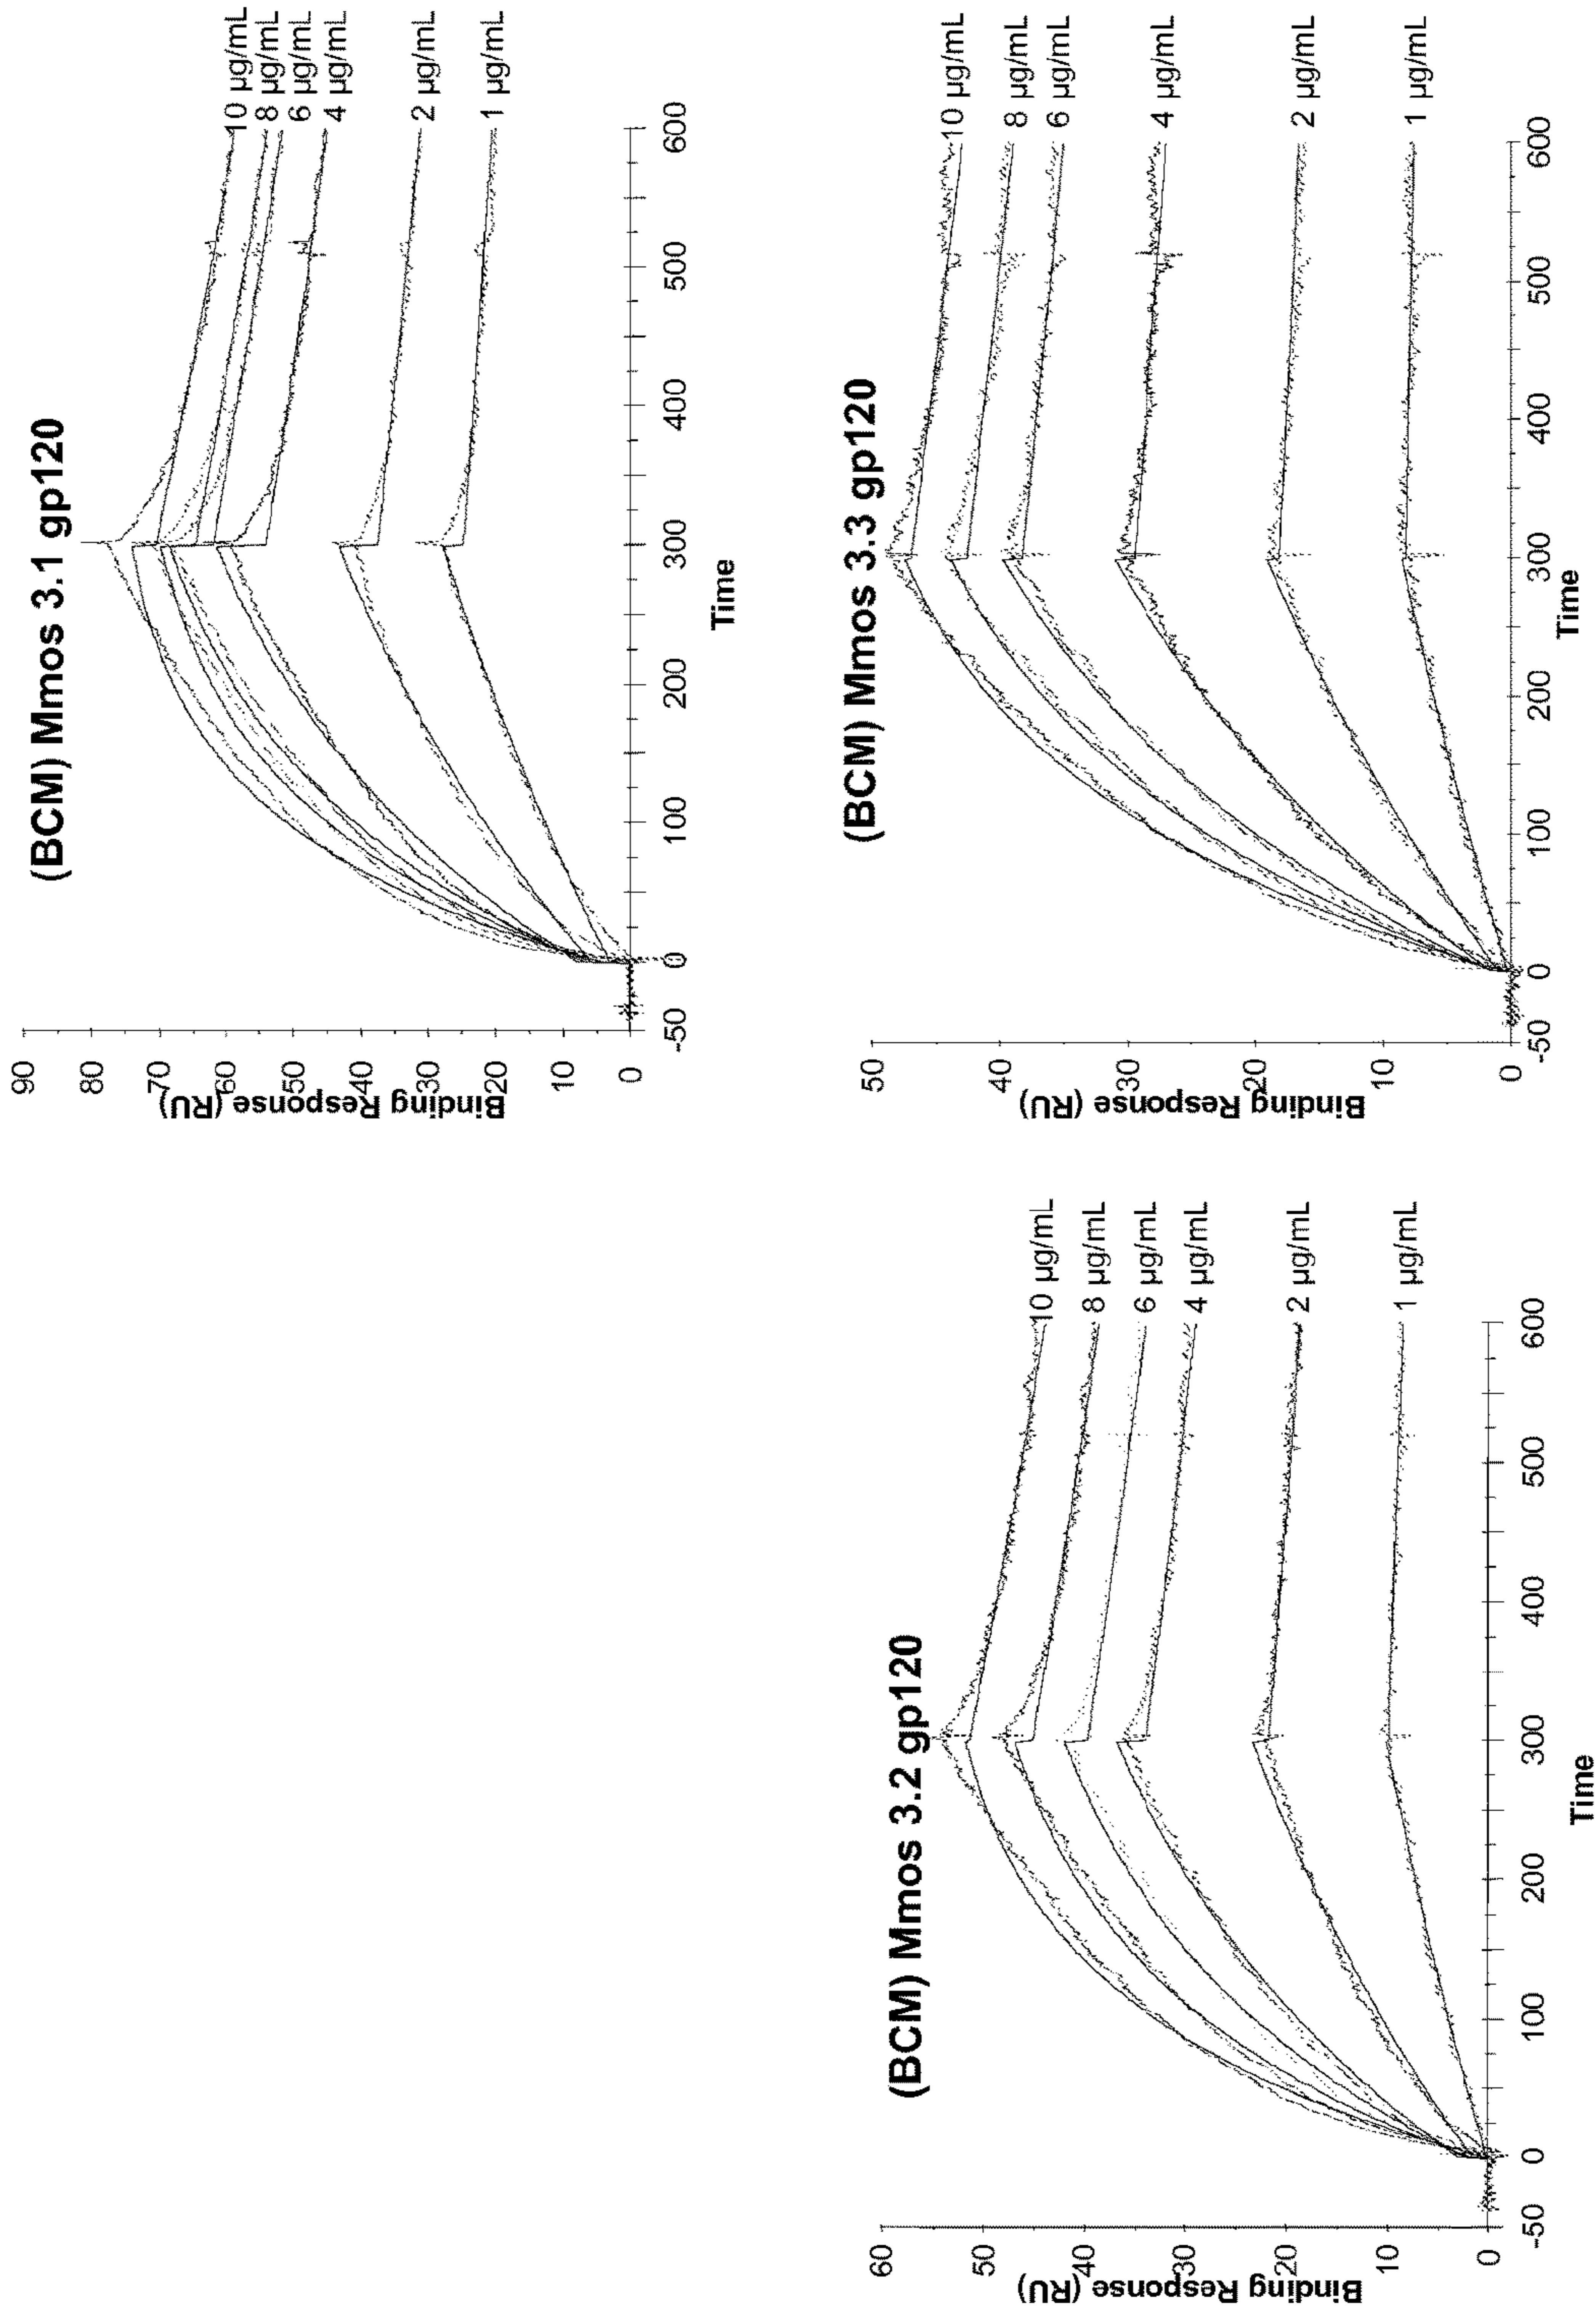 (BCM) Mmos 3.1 gp120
Binding Response (RU)
90
80
70
60
50
40
30
20
10
0
-50
0
100
200
300
400
500
600
Time
10 µg/mL
8 µg/mL
6 µg/mL
4 µg/mL
2 µg/mL
1 µg/mL
(BCM) Mmos 3.2 gp120
Binding Response (RU)
60
50
40
30
20
10
0
-50
0
100
200
300
400
500
600
Time
10 µg/mL
8 µg/mL
6 µg/mL
4 µg/mL
2 µg/mL
1 µg/mL
(BCM) Mmos 3.3 gp120
Binding Response (RU)
50
40
30
20
10
0
-50
0
100
200
300
400
500
600
Time
10 µg/mL
8 µg/mL
6 µg/mL
4 µg/mL
2 µg/mL
1 µg/mL